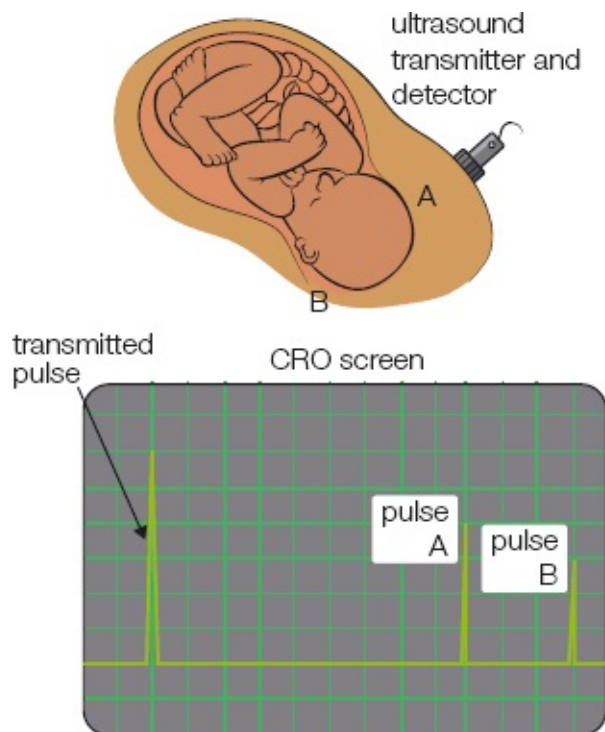 ultrasound
transmitter and
detector
A
B
transmitted
pulse
CRO screen
pulse
A
pulse
B